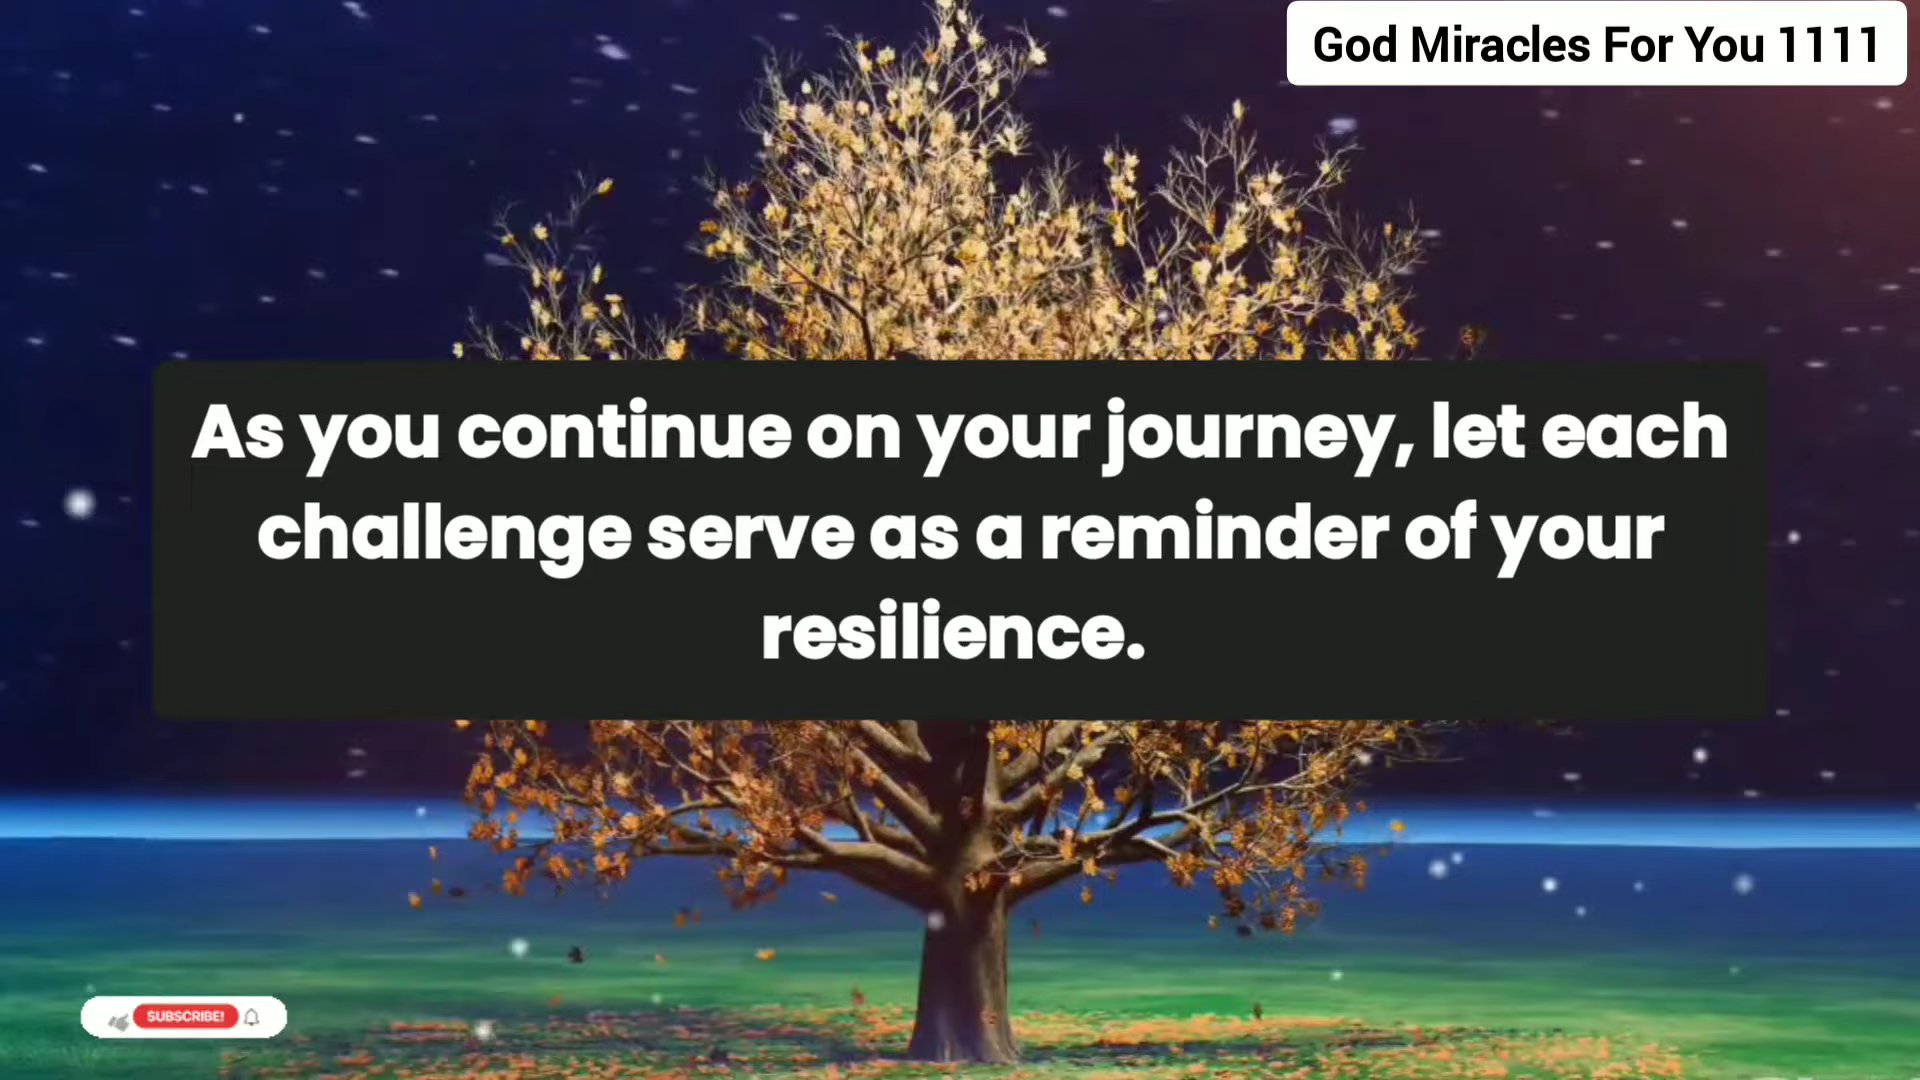 God Miracles For You 1111
As you continue on your journey, let each
challenge serve as a reminder of your
resilience.
SUBSCRIBE!